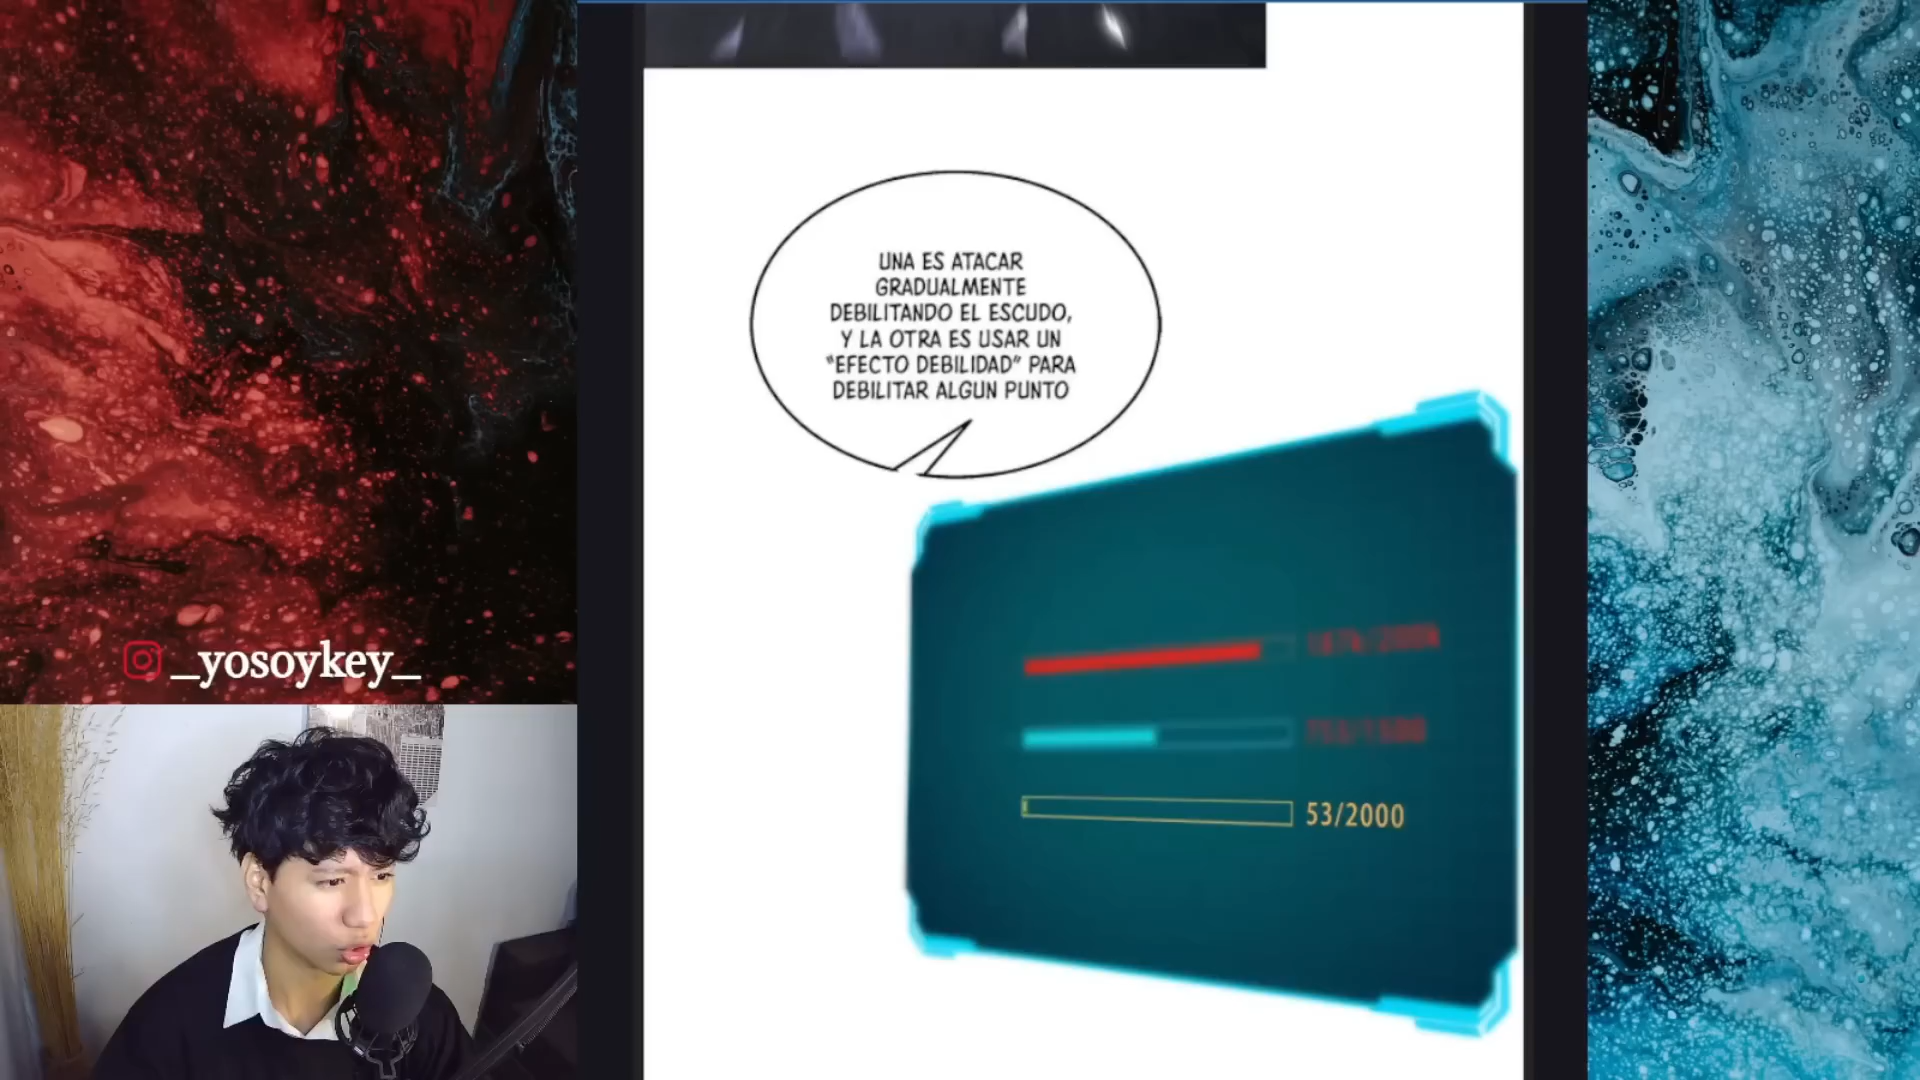 UNA ES ATACAR
GRADUALMENTE
DEBILITANDO EL ESCUDO,
Y LA OTRA ES USAR UN
"EFECTO DEBILIDAD" PARA
DEBILITAR ALGUN PUNTO
53/2000
_yosoykey_